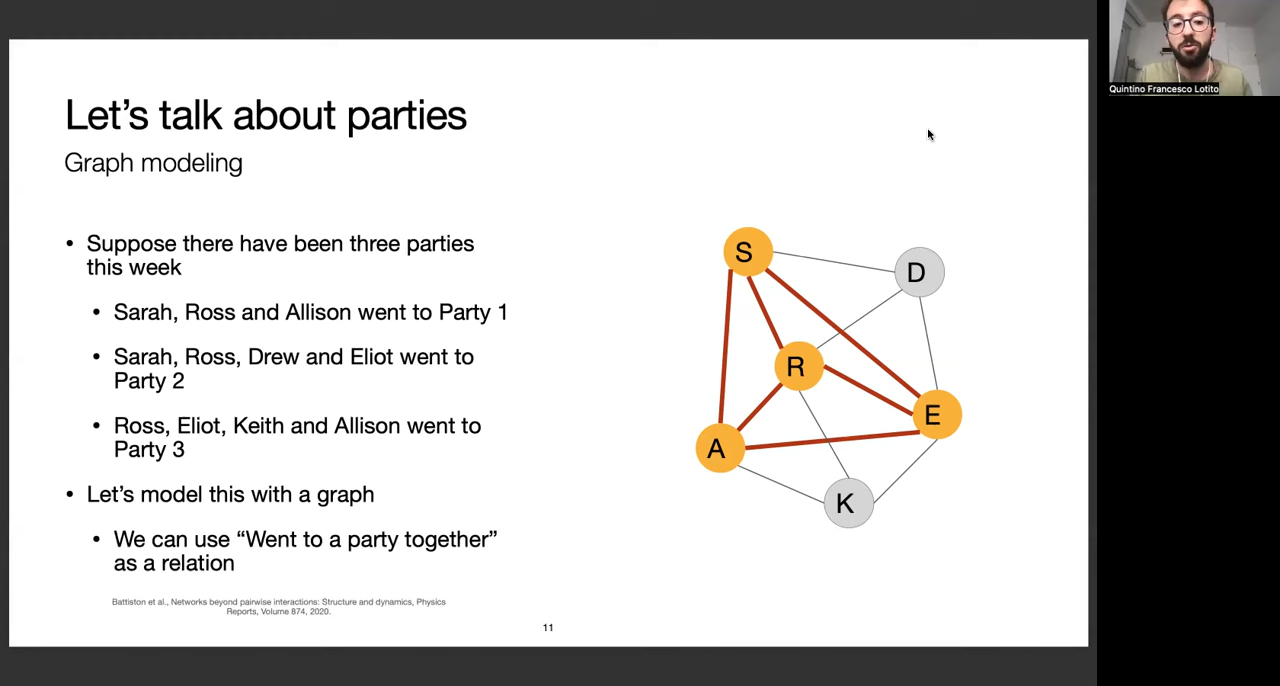 Let's talk about parties
Graph modeling
• Suppose there have been three parties
this week
• Sarah, Ross and Allison went to Party 1
• Sarah, Ross, Drew and Eliot went to
Party 2
• Ross, Eliot, Keith and Allison went to
Party 3
• Let's model this with a graph
• We can use “Went to a party together”
as a relation
Battiston et al., Networks beyond pairwise interactions: Structure and dynamics, Physics
Reports, Volume 874, 2020.
11
S
D
R
E
A
K
Quintino Francesco Lotito